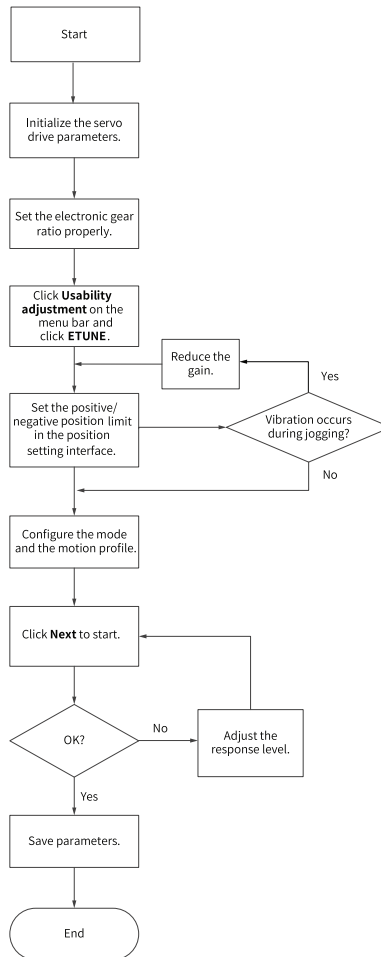 Start
Initialize the servo
drive parameters.
Set the electronic gear
ratio properly.
Click Usability
adjustment on the
menu bar and
click ETUNE.
Reduce the
gain.
Yes
Set the positive/
negative position limit
in the position
setting interface.
Vibration occurs
during jogging?
No
Configure the mode
and the motion profile.
Click Next to start.
OK?
No
Adjust the
response level.
Yes
Save parameters.
End